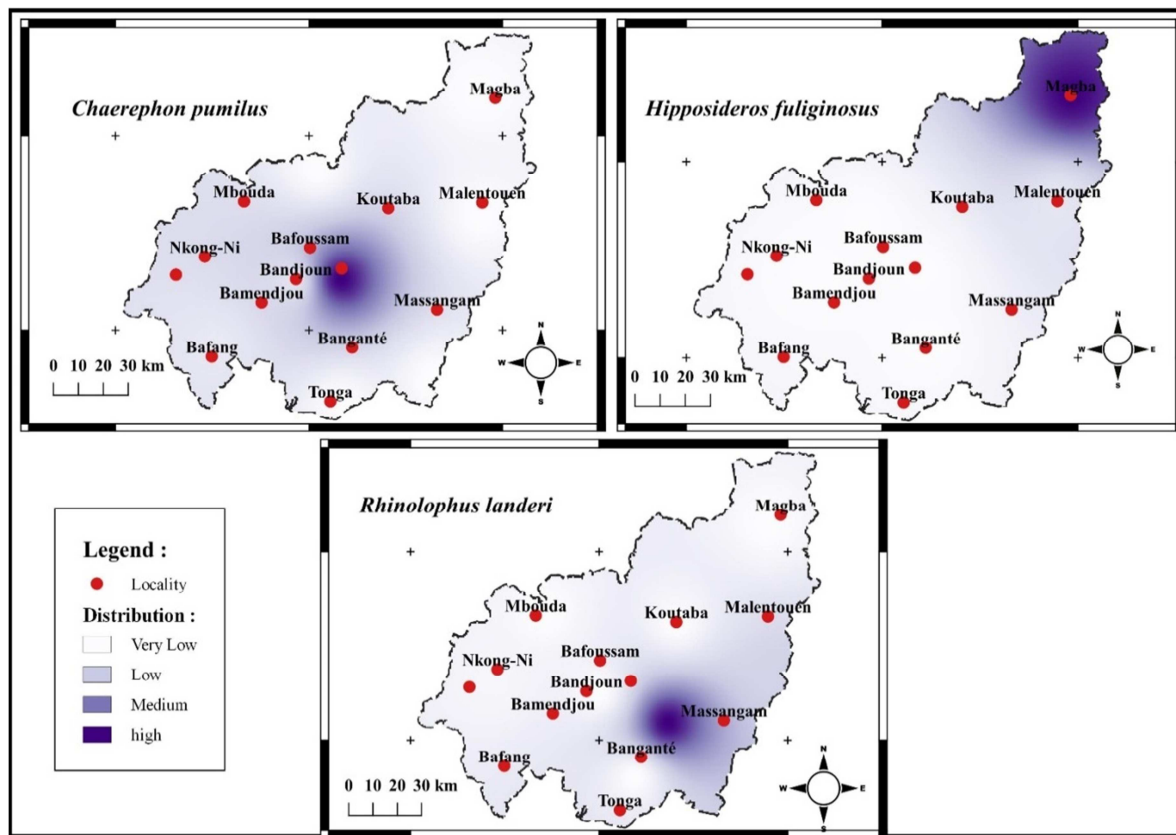 Chaerephon pumilus
Magba
Mbouda
Koutaba
Malentouen
Nkong-Ni
Bafoussam
Bandjoun
Bamendjou
Massangam
Bafang
Banganté
Tonga
0 10 20 30 km
N
W E
S
Hipposideros fuliginosus
Magba
Mbouda
Koutaba
Malentouen
Nkong-Ni
Bafoussam
Bandjoun
Bamendjou
Massangam
Bafang
Banganté
Tonga
0 10 20 30 km
N
W E
S
Rhinolophus landeri
Magba
Mbouda
Koutaba
Malentouen
Nkong-Ni
Bafoussam
Bandjoun
Bamendjou
Massangam
Bafang
Banganté
Tonga
0 10 20 30 km
N
W E
S
Legend :
Locality
Distribution :
Very Low
Low
Medium
high